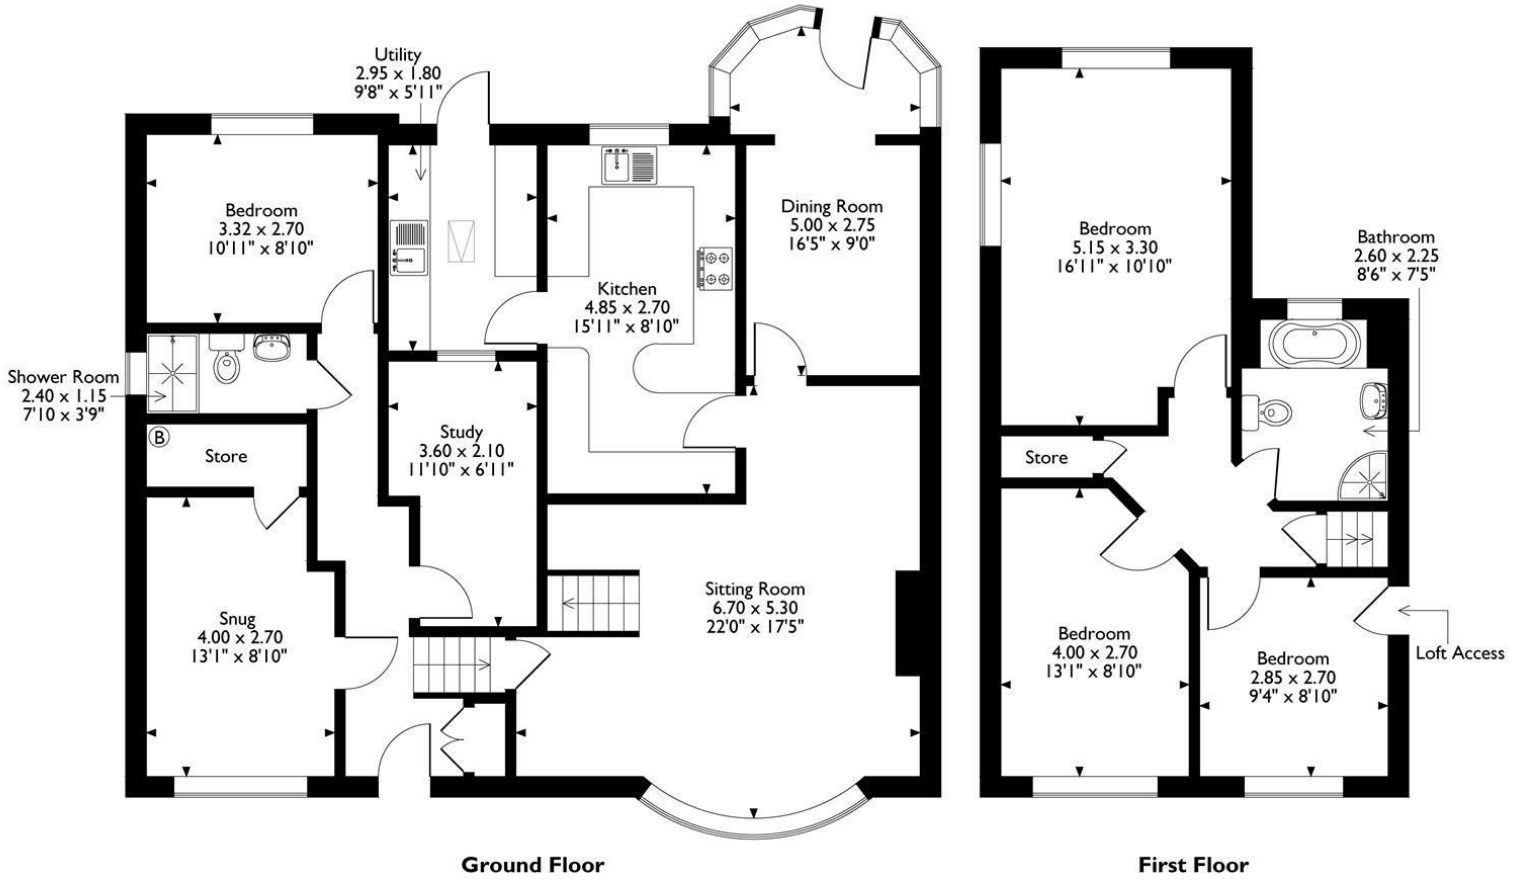 Utility
2.95 x 1.80
9'8" x 5'11"
Bedroom
3.32 x 2.70
10'11" x 8'10"
Dining Room
5.00 x 2.75
16'5" x 9'0"
Kitchen
4.85 x 2.70
15'11" x 8'10"
Shower Room
2.40 x 1.15
7'10 x 3'9"
B
Store
Study
3.60 x 2.10
11'10" x 6'11"
Snug
4.00 x 2.70
13'1" x 8'10"
Sitting Room
6.70 x 5.30
22'0" x 17'5"
Ground Floor
Bedroom
5.15 x 3.30
16'11" x 10'10"
Bathroom
2.60 x 2.25
8'6" x 7'5"
Store
Bedroom
4.00 x 2.70
13'1" x 8'10"
Bedroom
2.85 x 2.70
9'4" x 8'10"
Loft Access
First Floor